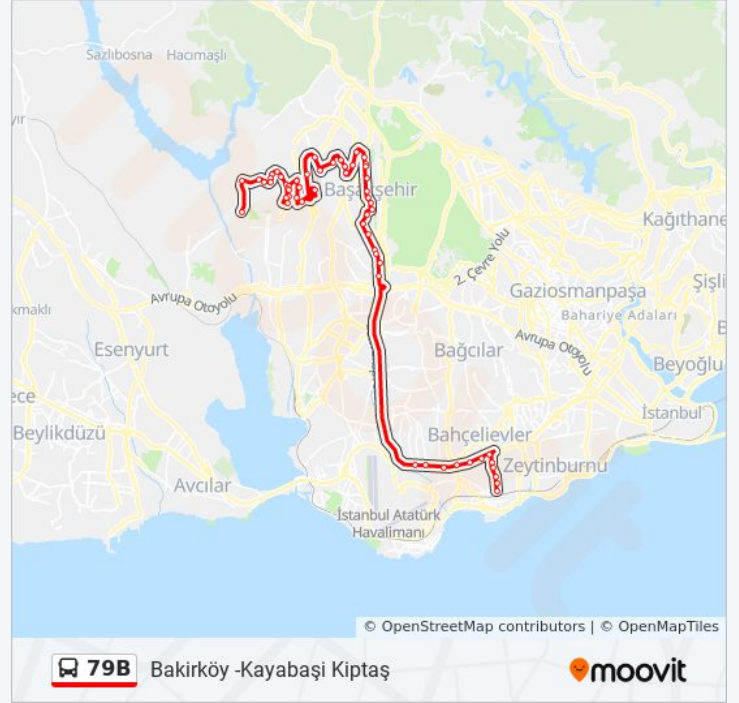 Sazlıbosna
Hacımaşlı
Başakşehir
Kağıthane
2. Çevre Yolu
Gaziosmanpaşa
Şişli
Bahariye Adaları
Avrupa Otoyolu
Esenyurt
Bağcılar
Avrupa Otoyolu
Beyoğlu
İstanbul
Bahçelievler
Beylikdüzü
Zeytinburnu
Avcılar
İstanbul Atatürk
Havalimanı
© OpenStreetMap contributors | © OpenMapTiles
79B Bakirköy -Kayabaşi Kiptaş
moovit